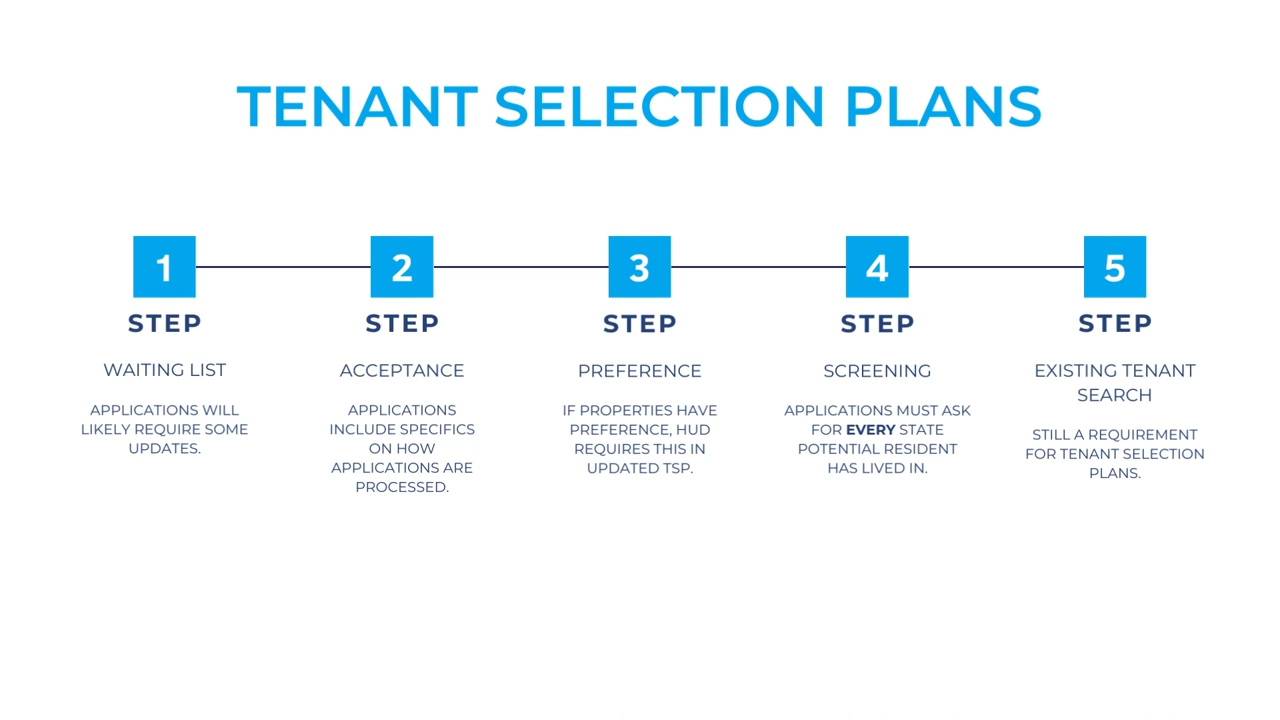 TENANT SELECTION PLANS
1
STEP
WAITING LIST
APPLICATIONS WILL
LIKELY REQUIRE SOME
UPDATES.
2
STEP
ACCEPTANCE
APPLICATIONS
INCLUDE SPECIFICS
ON HOW
APPLICATIONS ARE
PROCESSED.
3
STEP
PREFERENCE
IF PROPERTIES HAVE
PREFERENCE, HUD
REQUIRES THIS IN
UPDATED TSP.
4
STEP
SCREENING
APPLICATIONS MUST ASK
FOR EVERY STATE
POTENTIAL RESIDENT
HAS LIVED IN.
5
STEP
EXISTING TENANT
SEARCH
STILL A REQUIREMENT
FOR TENANT SELECTION
PLANS.